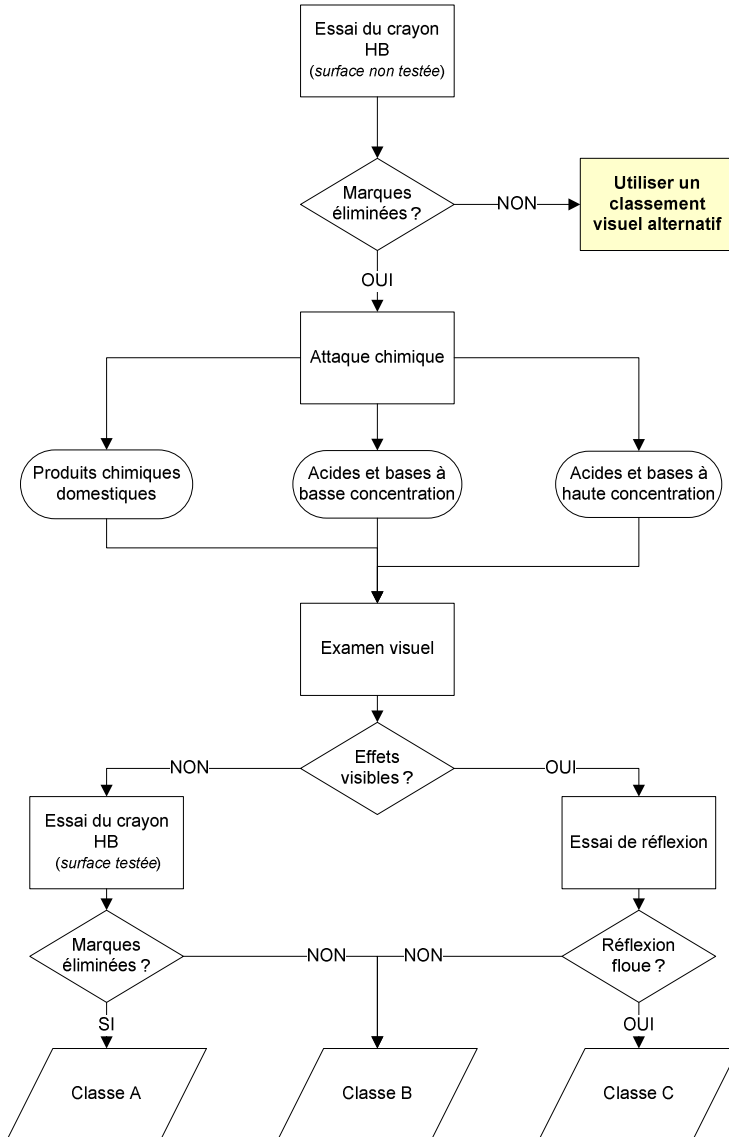 Essai du crayon
HB
(surface non testée)
Marques
éliminées ?
NON
Utiliser un
classement
visuel alternatif
OUI
Attaque chimique
Produits chimiques
domestiques
Acides et bases à
basse concentration
Acides et bases à
haute concentration
Examen visuel
Effets
visibles ?
NON
OUI
Essai du crayon
HB
(surface testée)
Essai de réflexion
Marques
éliminées ?
NON
NON
Réflexion
floue ?
SI
OUI
Classe A
Classe B
Classe C